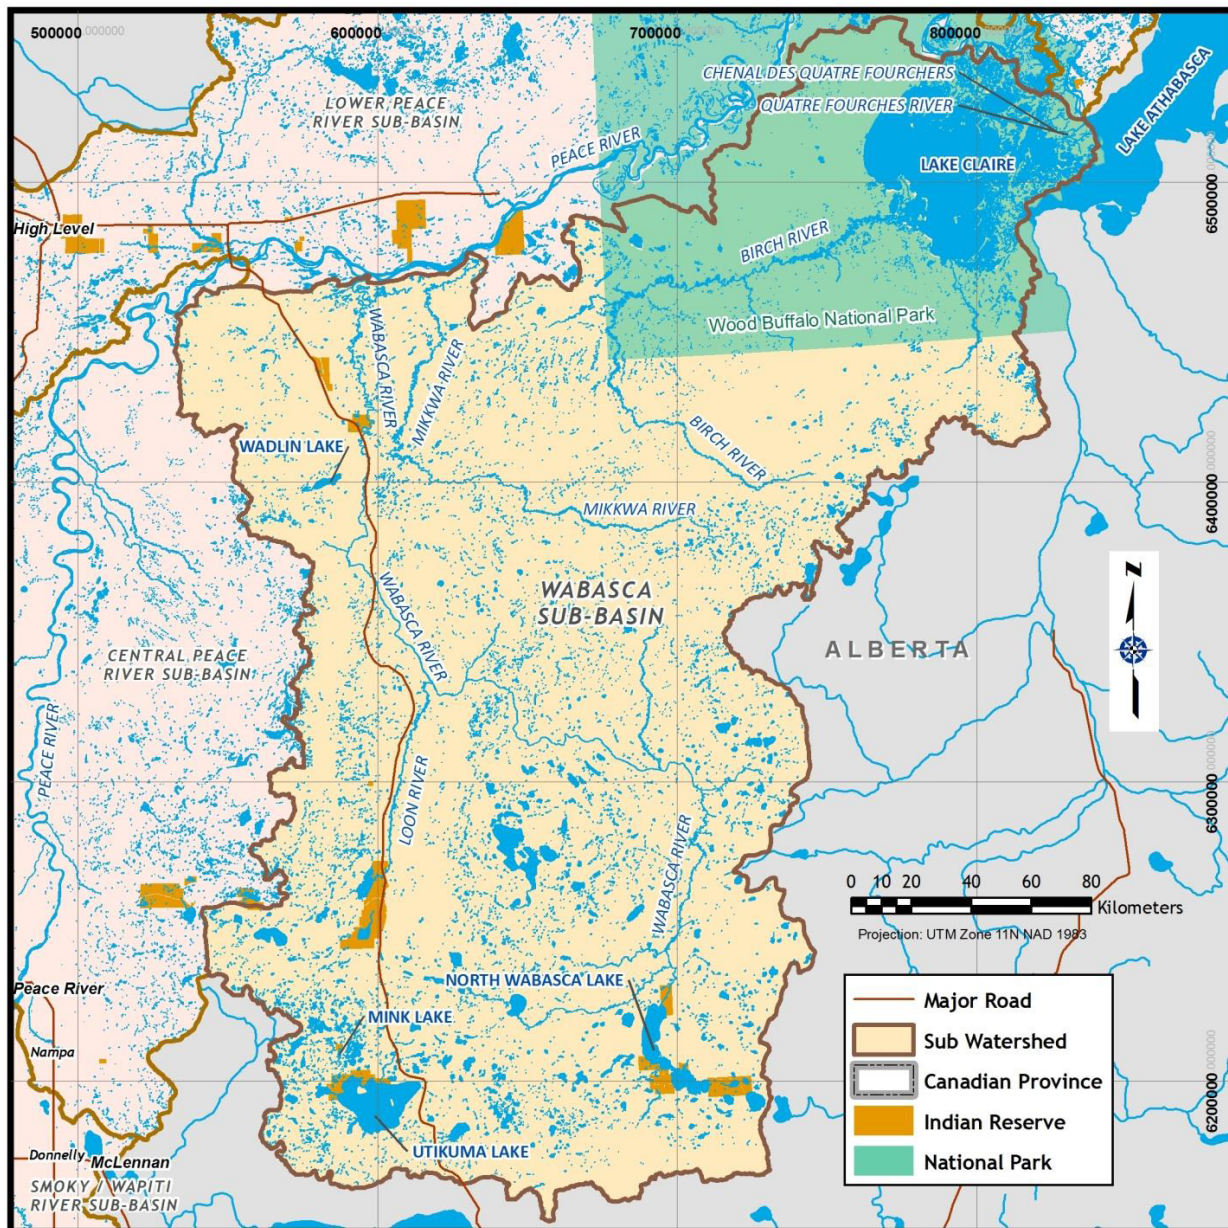 500000 000000
600000
700000
800000
CHENAL DES QUATRE FOURCHERS
QUATRE FOURCHES RIVER
LAKE ATHABASCA
LOWER PEACE
RIVER SUB-BASIN
PEACE RIVER
LAKE CLAIRE
6500000
High Level
BIRCH RIVER
Wood Buffalo National Park
WABASCA RIVER
MIKKWA RIVER
BIRCH RIVER
WADLIN LAKE
6400000 000000
MIKKWA RIVER
WABASCA RIVER
WABASCA
SUB-BASIN
N
ALBERTA
CENTRAL PEACE
RIVER SUB-BASIN
PEACE RIVER
LOON RIVER
6300000 000000
WABASCA RIVER
0 10 20 40 60 80
Kilometers
Projection: UTM Zone 11N NAD 1983
NORTH WABASCA LAKE
Peace River
MINK LAKE
Nampa
6200000 000000
UTIKUMA LAKE
Donnelly
McLennan
SMOKY / WAPITI
RIVER SUB-BASIN
Major Road
Sub Watershed
Canadian Province
Indian Reserve
National Park